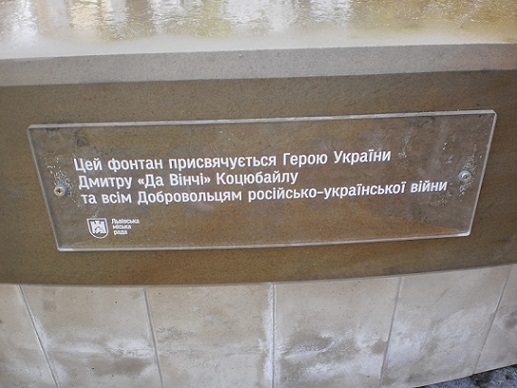 Цей фонтан присвячується Герою України
Дмитру «Да Вінчі» Коцюбайлу
та всім Добровольцям російсько-української війни
Львівська
міська
рада